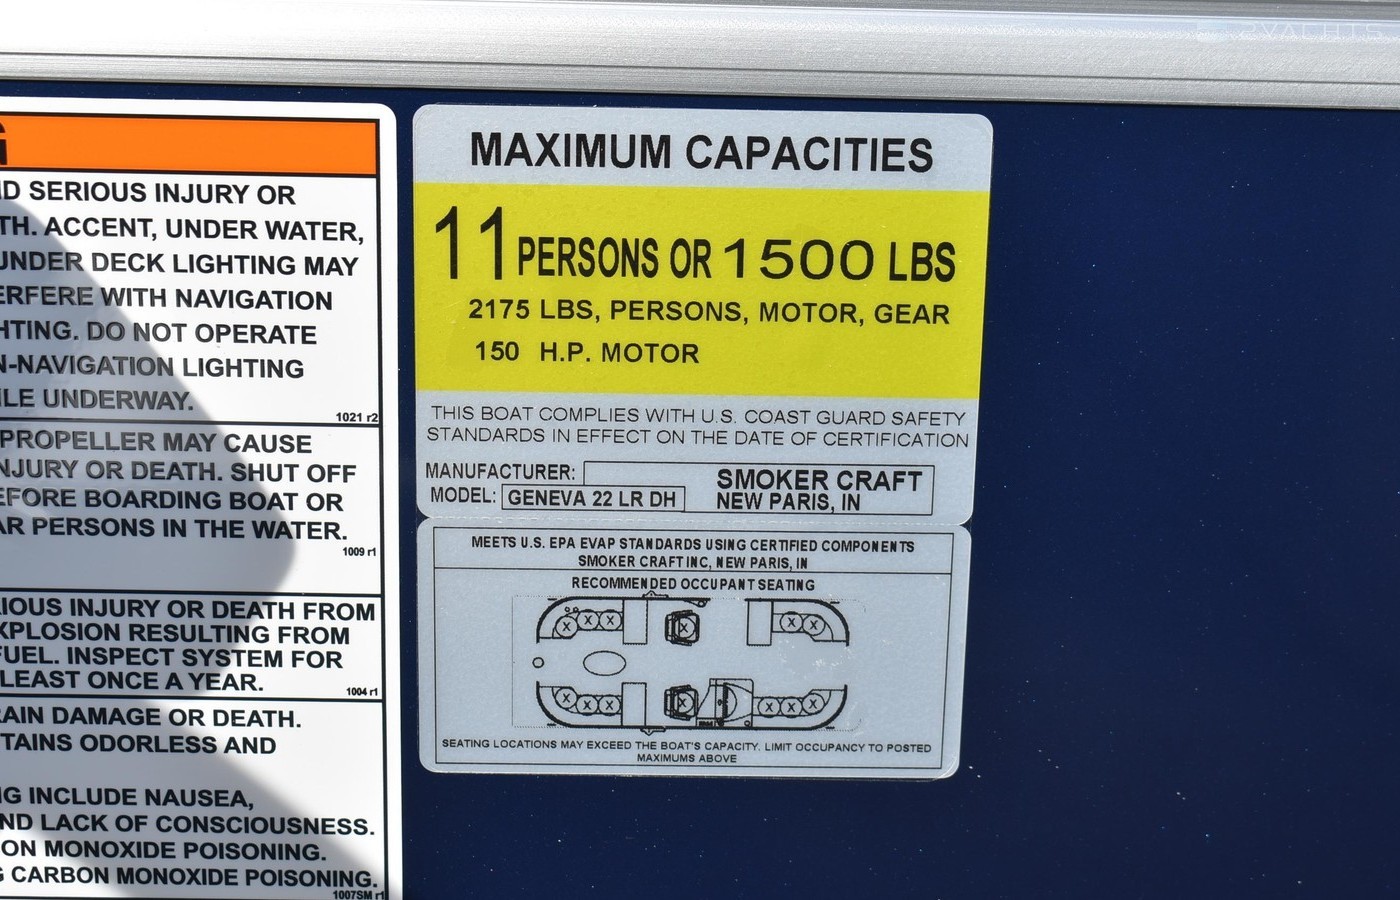 2YACHTS
G
ND SERIOUS INJURY OR
TH. ACCENT, UNDER WATER,
UNDER DECK LIGHTING MAY
ERFERE WITH NAVIGATION
HTING. DO NOT OPERATE
N-NAVIGATION LIGHTING
ILE UNDERWAY.
1021 r2
PROPELLER MAY CAUSE
NJURY OR DEATH. SHUT OFF
EFORE BOARDING BOAT OR
AR PERSONS IN THE WATER.
1009 r1
IOUS INJURY OR DEATH FROM
XPLOSION RESULTING FROM
FUEL. INSPECT SYSTEM FOR
LEAST ONCE A YEAR.
1004 r1
RAIN DAMAGE OR DEATH.
TAINS ODORLESS AND
G INCLUDE NAUSEA,
ND LACK OF CONSCIOUSNESS.
ON MONOXIDE POISONING.
G CARBON MONOXIDE POISONING.
1007SM r1
MAXIMUM CAPACITIES
11 PERSONS OR 1500 LBS
2175 LBS, PERSONS, MOTOR, GEAR
150 H.P. MOTOR
THIS BOAT COMPLIES WITH U.S. COAST GUARD SAFETY
STANDARDS IN EFFECT ON THE DATE OF CERTIFICATION
MANUFACTURER: SMOKER CRAFT
MODEL: GENEVA 22 LR DH NEW PARIS, IN
MEETS U.S. EPA EVAP STANDARDS USING CERTIFIED COMPONENTS
SMOKER CRAFT INC, NEW PARIS, IN
RECOMMENDED OCCUPANT SEATING
X X X X X X
X X X X X X X
SEATING LOCATIONS MAY EXCEED THE BOAT'S CAPACITY. LIMIT OCCUPANCY TO POSTED
MAXIMUMS ABOVE